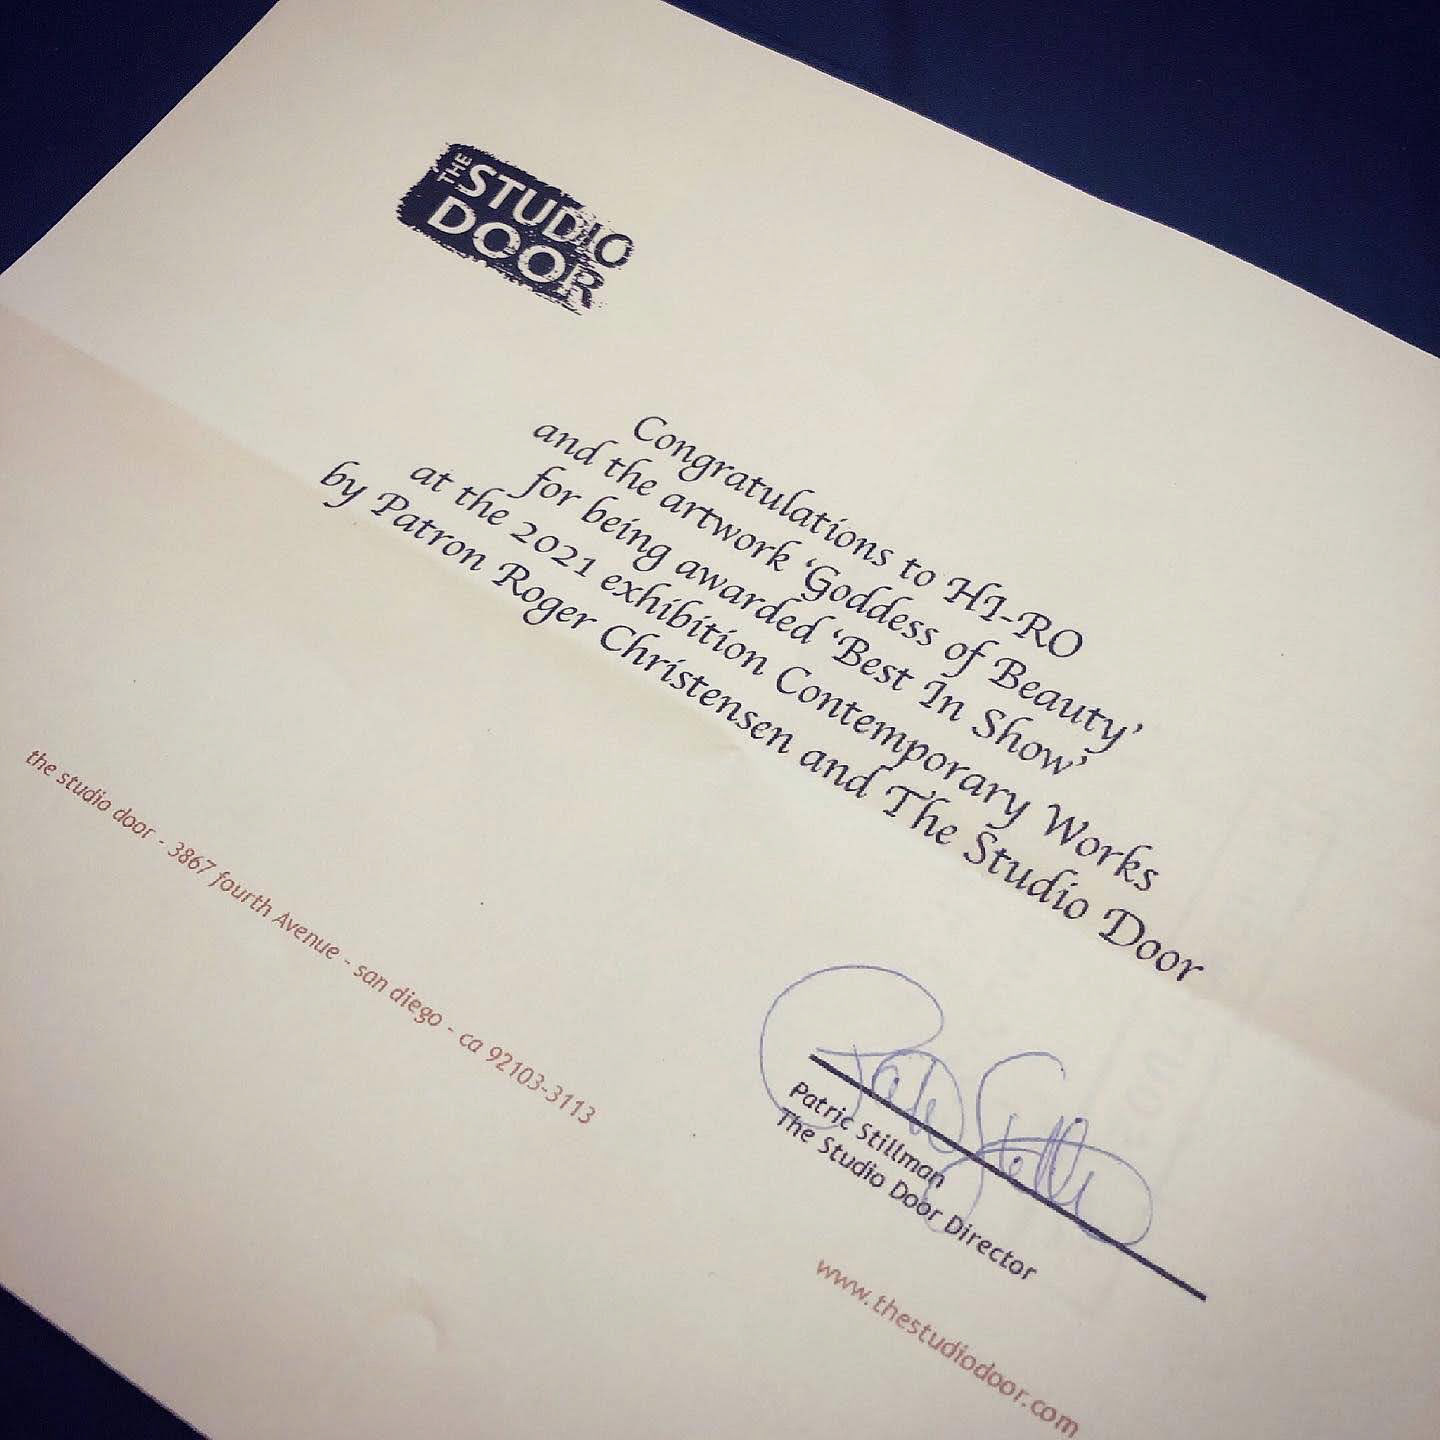 THE
STUDIO
DOOR
Congratulations to HI-RO
and the artwork ‘Goddess of Beauty’
for being awarded ‘Best In Show’
at the 2021 exhibition Contemporary Works
by Patron Roger Christensen and The Studio Door
Patric Stillman
The Studio Door Director
the studio door - 3867 fourth Avenue - san diego - ca 92103-3113
www.thestudiodoor.com